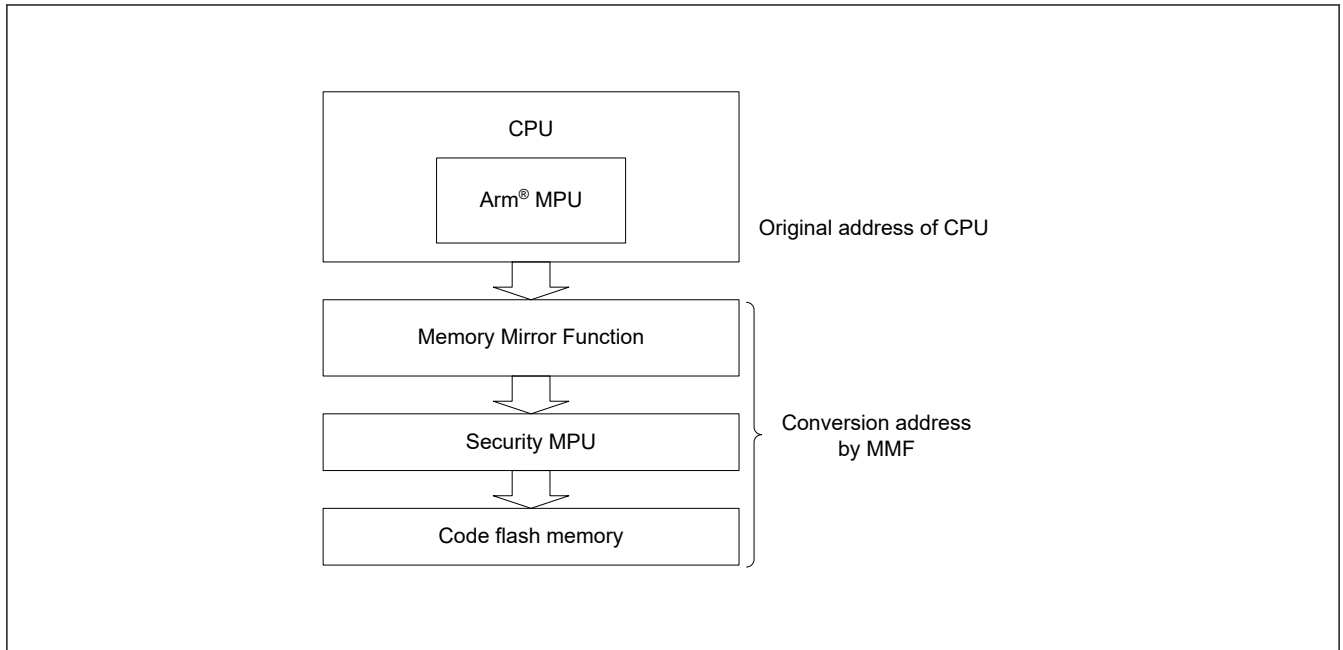 CPU
Arm® MPU
Original address of CPU
Memory Mirror Function
Security MPU
Conversion address
by MMF
Code flash memory